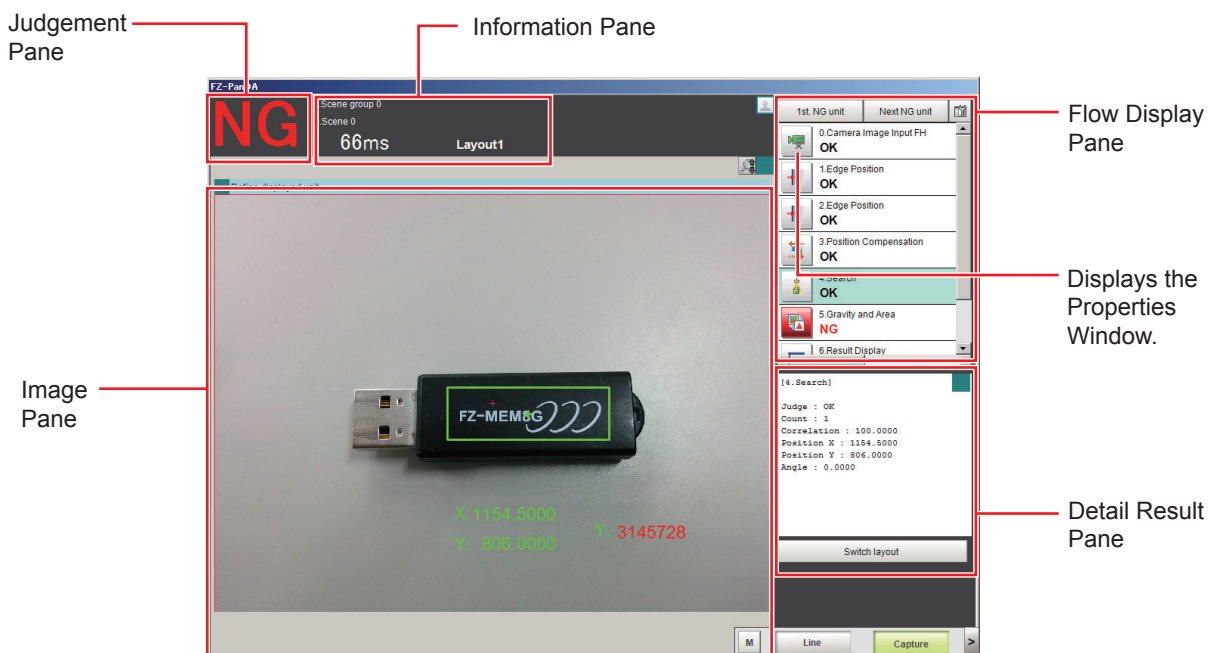 Judgement
Pane
Information Pane
FZ-PanDA
NG
Scene group 0
Scene 0
66ms
Layout1
1st. NG unit
Next NG unit
0.Camera Image Input FH
OK
1.Edge Position
OK
2.Edge Position
OK
3.Position Compensation
OK
4.Search
OK
5.Gravity and Area
NG
6.Result Display
Flow Display
Pane
Displays the
Properties
Window.
Image
Pane
FZ-MEM8G
X:1154.5000
Y: 806.0000
Y: 3145728
[4.Search]
Judge : OK
Count : 1
Correlation : 100.0000
Position X : 1154.5000
Position Y : 806.0000
Angle : 0.0000
Switch layout
Detail Result
Pane
M
Line
Capture
>